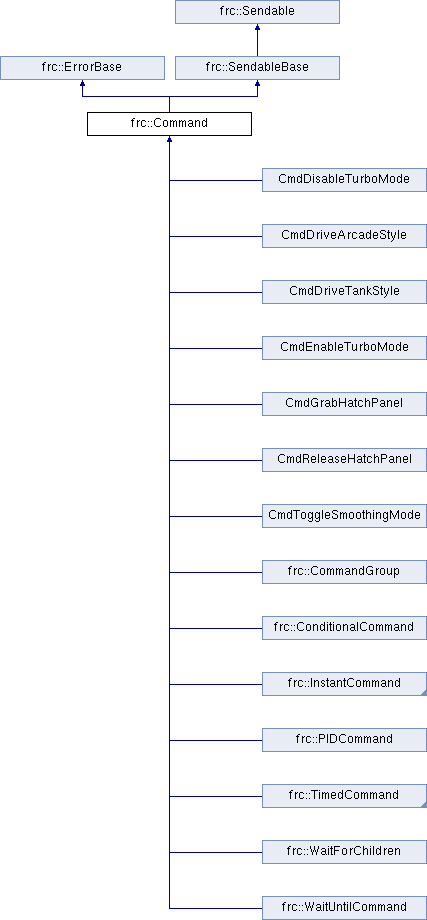 frc::Sendable
frc::ErrorBase
frc::SendableBase
frc::Command
CmdDisableTurboMode
CmdDriveArcadeStyle
CmdDriveTankStyle
CmdEnableTurboMode
CmdGrabHatchPanel
CmdReleaseHatchPanel
CmdToggleSmoothingMode
frc::CommandGroup
frc::ConditionalCommand
frc::InstantCommand
frc::PIDCommand
frc::TimedCommand
frc::WaitForChildren
frc::WaitUntilCommand